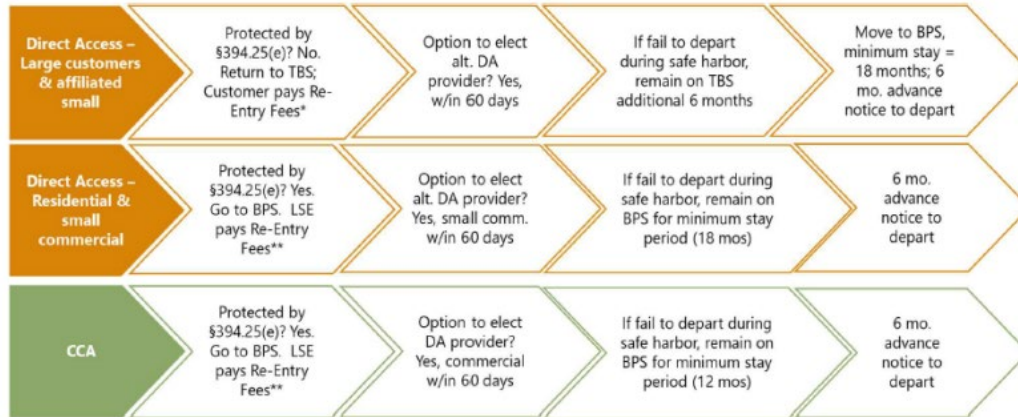 Direct Access –
Large customers
& affiliated
small
Protected by
§394.25(e)? No.
Return to TBS;
Customer pays Re-
Entry Fees*
Option to elect
alt. DA
provider? Yes,
w/in 60 days
If fail to depart
during safe harbor,
remain on TBS
additional 6 months
Move to BPS,
minimum stay =
18 months; 6
mo. advance
notice to depart
Direct Access –
Residential &
small
commercial
Protected by
§394.25(e)? Yes.
Go to BPS. LSE
pays Re-Entry
Fees**
Option to elect
alt. DA provider?
Yes, small comm.
w/in 60 days
If fail to depart during
safe harbor, remain on
BPS for minimum stay
period (18 mos)
6 mo.
advance
notice to
depart
CCA
Protected by
§394.25(e)? Yes.
Go to BPS. LSE
pays Re-Entry
Fees**
Option to elect
DA provider?
Yes, commercial
w/in 60 days
If fail to depart during
safe harbor, remain on
BPS for minimum stay
period (12 mos)
6 mo.
advance
notice to
depart